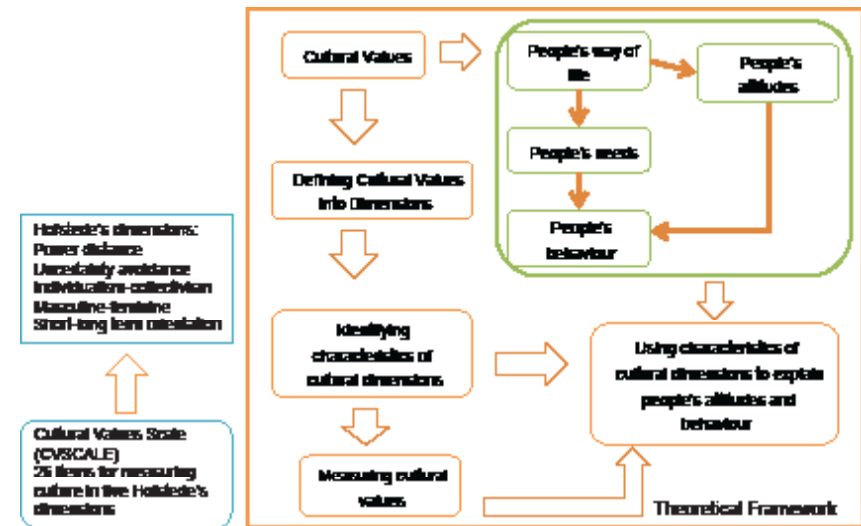 Cultural Values
People's way of
life
People's
attitudes
People's needs
People's
behaviour
Defining Cultural Values
into Dimensions
Hofstede's dimensions:
Power distance
Uncertainty avoidance
Individualism-collectivism
Masculine-feminine
Short-long term orientation
Identifying
characteristics of
cultural dimensions
Using characteristics of
cultural dimensions to explain
people's attitudes and
behaviour
Cultural Values Scale
(CVSCALE)
26 items for measuring
culture in five Hofstede's
dimensions
Measuring cultural
values
Theoretical Framework